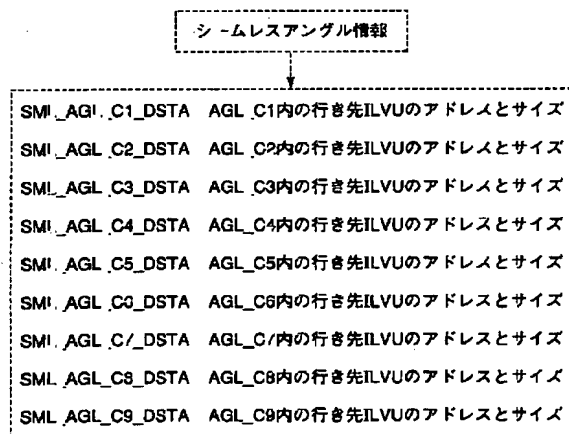 シームレスアングル情報
SML_AGL_C1_DSTA AGL_C1内の行き先ILVUのアドレスとサイズ
SML_AGL_C2_DSTA AGL_C2内の行き先ILVUのアドレスとサイズ
SML_AGL_C3_DSTA AGL_C3内の行き先ILVUのアドレスとサイズ
SML_AGL_C4_DSTA AGL_C4内の行き先ILVUのアドレスとサイズ
SML_AGL_C5_DSTA AGL_C5内の行き先ILVUのアドレスとサイズ
SML_AGL_C6_DSTA AGL_C6内の行き先ILVUのアドレスとサイズ
SML_AGL_C7_DSTA AGL_C7内の行き先ILVUのアドレスとサイズ
SML_AGL_C8_DSTA AGL_C8内の行き先ILVUのアドレスとサイズ
SML_AGL_C9_DSTA AGL_C9内の行き先ILVUのアドレスとサイズ